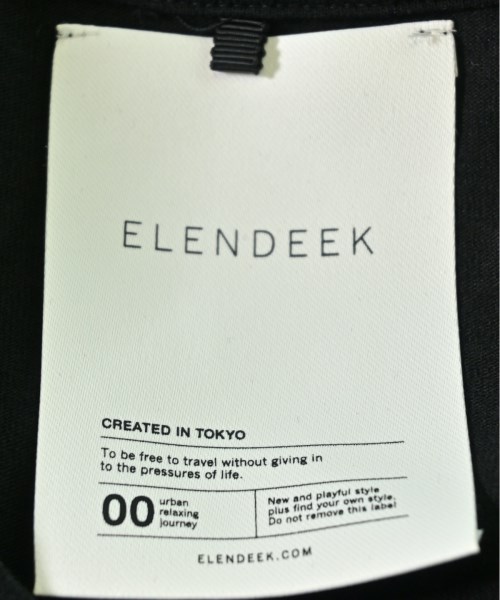 ELENDEEK
CREATED IN TOKYO
To be free to travel without giving in
to the pressures of life.
00
urban
relaxing
journey
New and playful style
plus find your own style.
Do not remove this label
ELENDEEK.COM